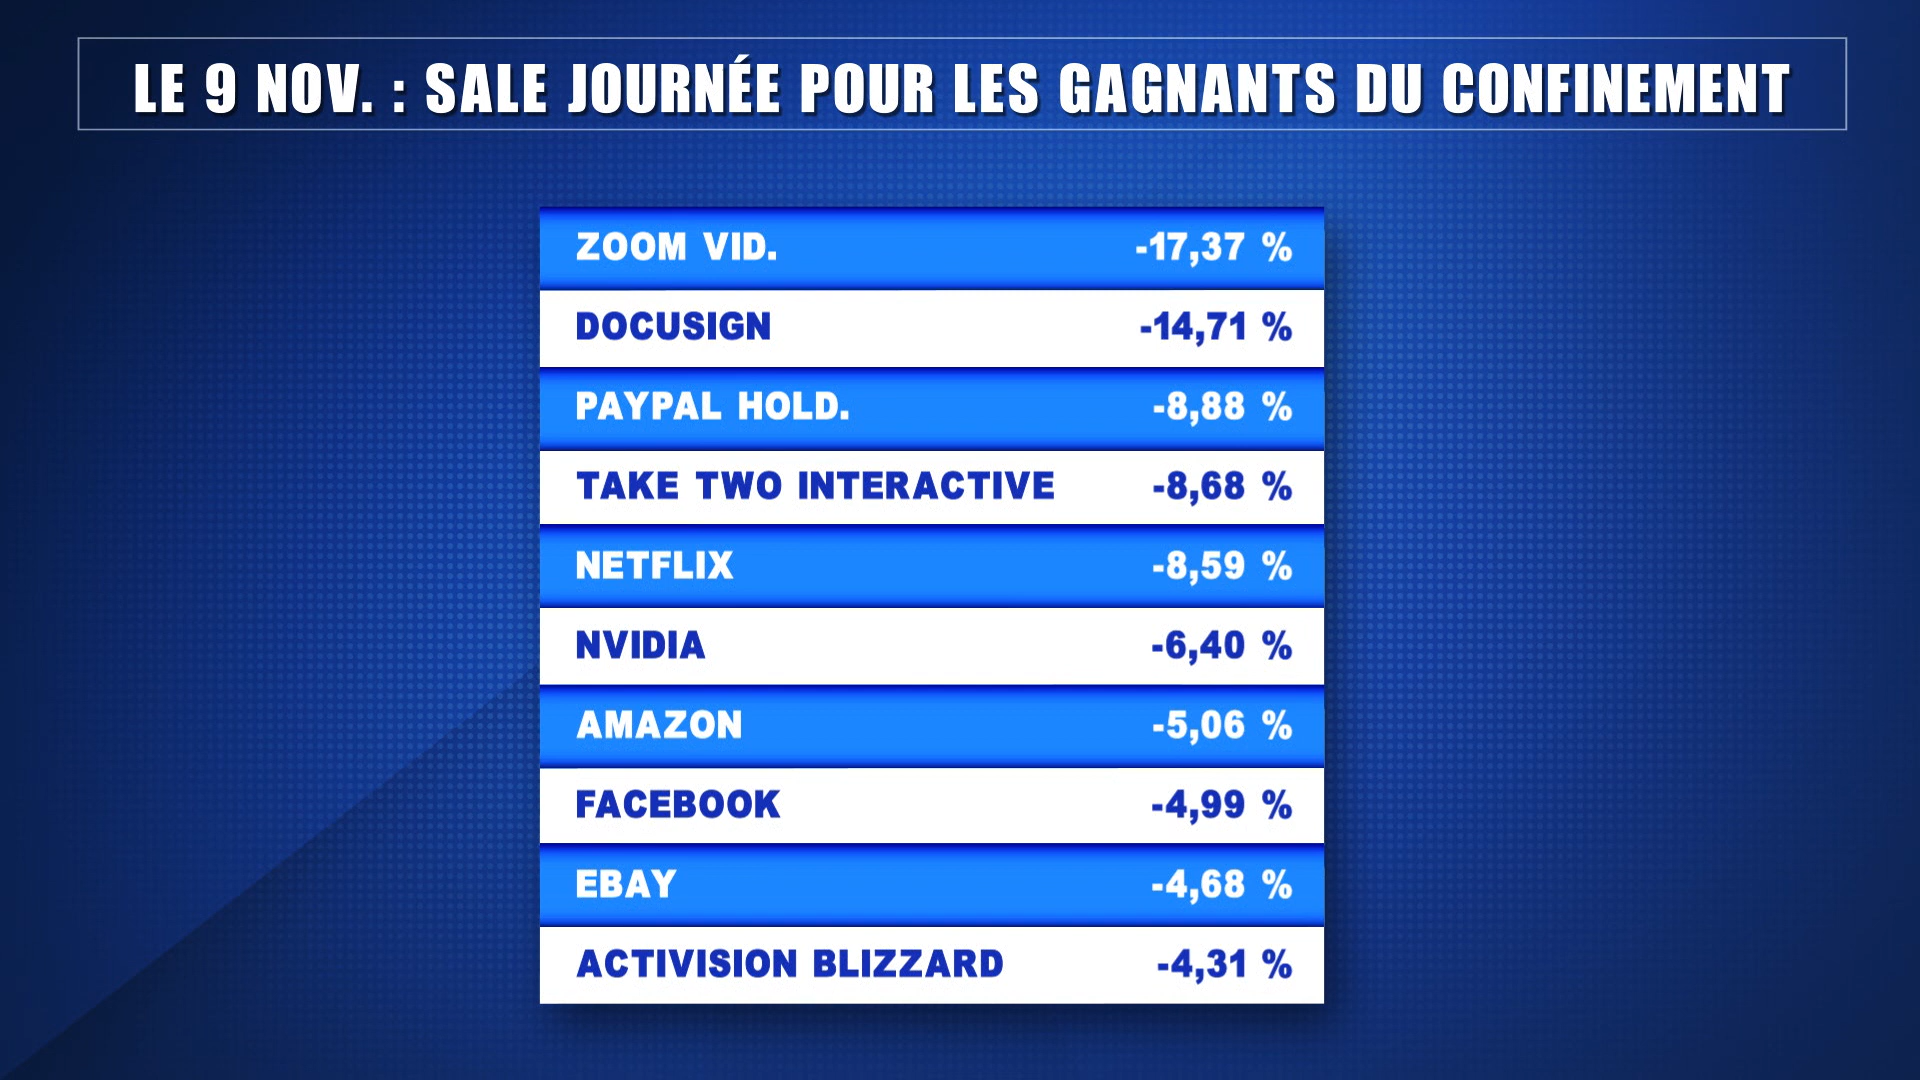 LE 9 NOV. : SALE JOURNÉE POUR LES GAGNANTS DU CONFINEMENT
ZOOM VID. -17,37 %
DOCUSIGN -14,71 %
PAYPAL HOLD. -8,88 %
TAKE TWO INTERACTIVE -8,68 %
NETFLIX -8,59 %
NVIDIA -6,40 %
AMAZON -5,06 %
FACEBOOK -4,99 %
EBAY -4,68 %
ACTIVISION BLIZZARD -4,31 %